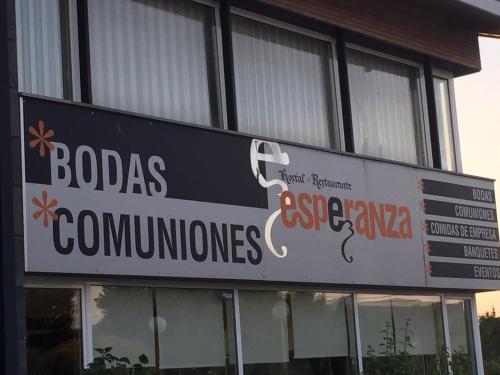 BODAS
COMUNIONES
Hostal - Restaurante
esperanza
BODAS
COMUNIONES
COMIDAS DE EMPRESA
BANQUETES
EVENTOS